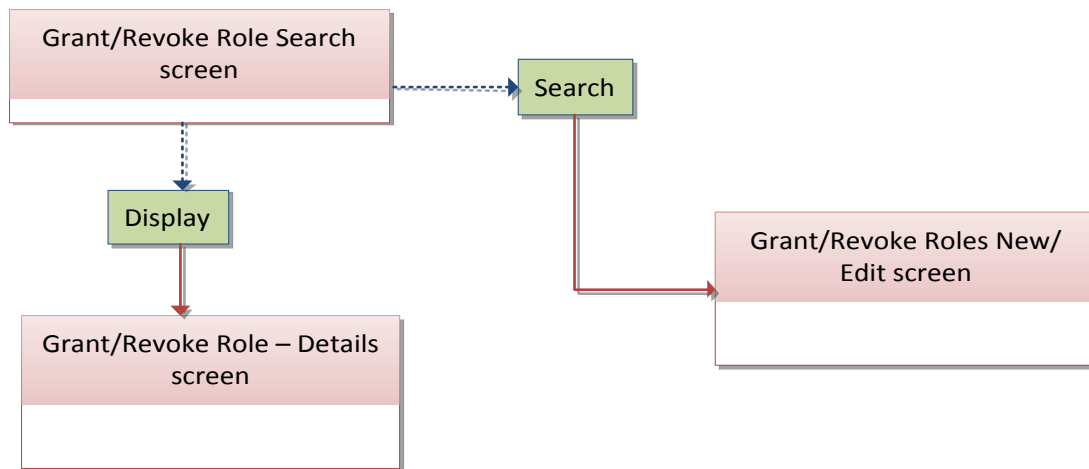 Grant/Revoke Role Search
screen
Search
Display
Grant/Revoke Roles New/
Edit screen
Grant/Revoke Role – Details
screen